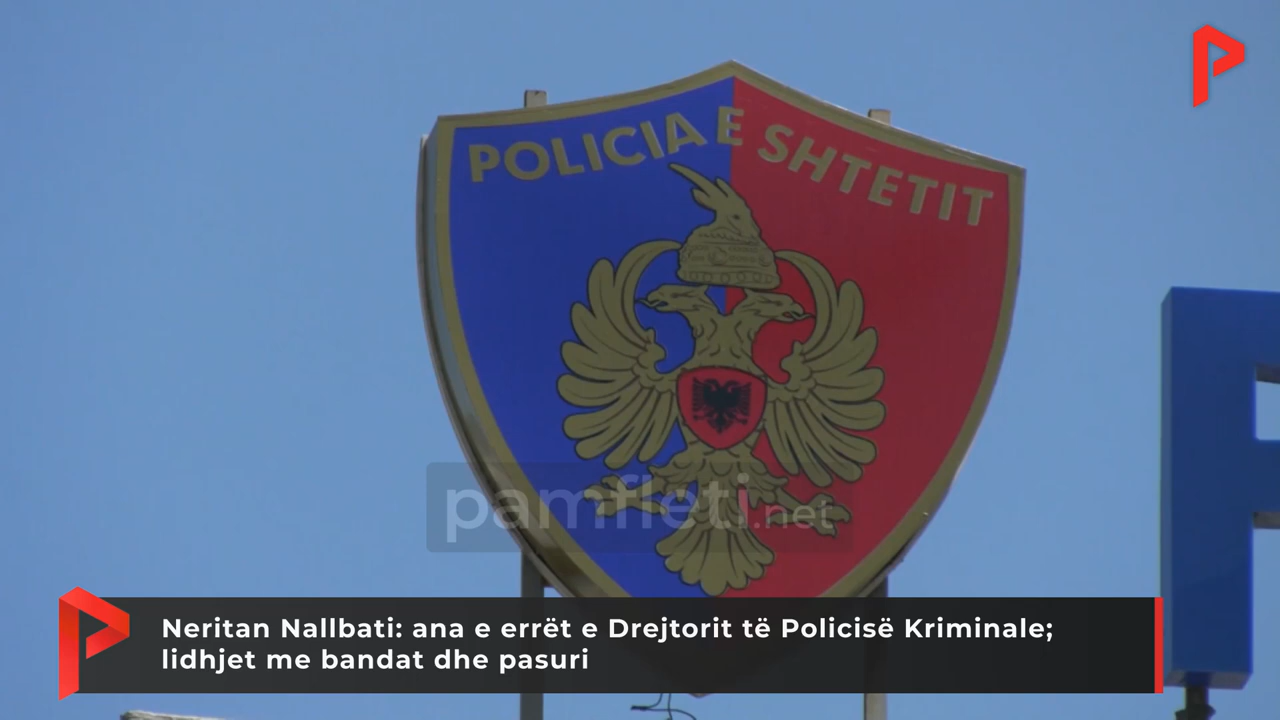 POLICIA E SHTETIT
pamfleti.net
Neritan Nallbati: ana e errët e Drejtorit të Policisë Kriminale;
lidhjet me bandat dhe pasuri